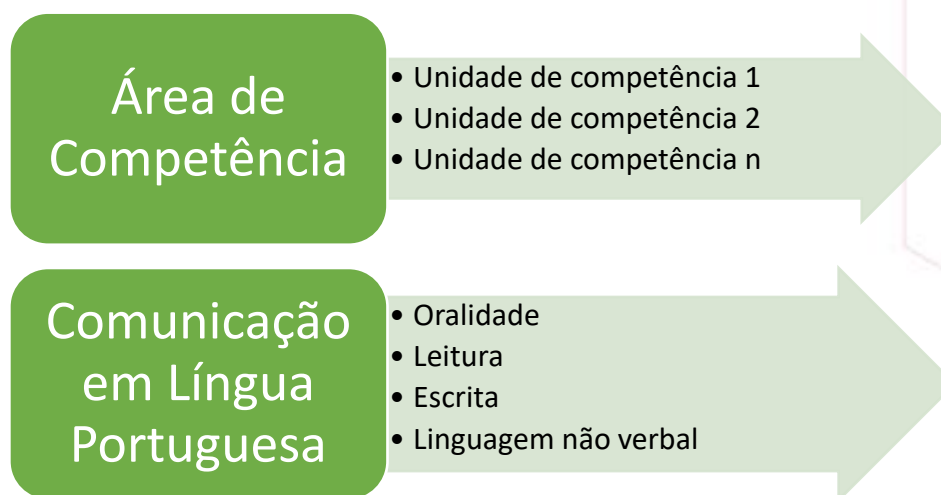 Área de
Competência
• Unidade de competência 1
• Unidade de competência 2
• Unidade de competência n
Comunicação
em Língua
Portuguesa
• Oralidade
• Leitura
• Escrita
• Linguagem não verbal